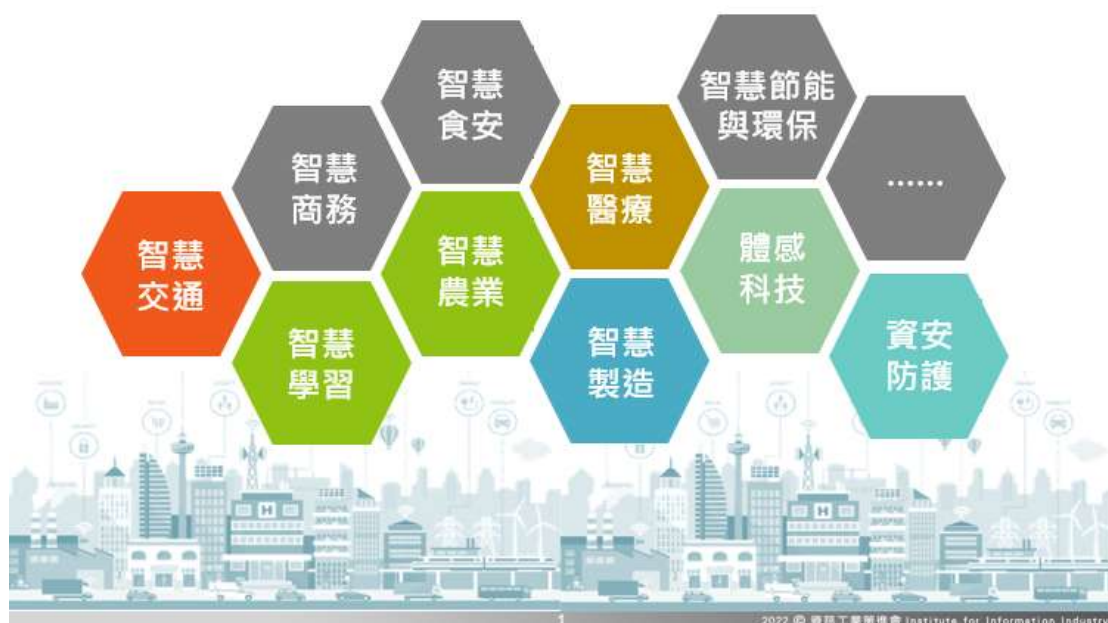 智慧
食安
智慧節能
與環保
智慧
商務
智慧
醫療
......
智慧
交通
智慧
農業
體感
科技
智慧
學習
智慧
製造
資安
防護
H
H
1
2022 © 資訊工業策進會 Institute for Information Industry